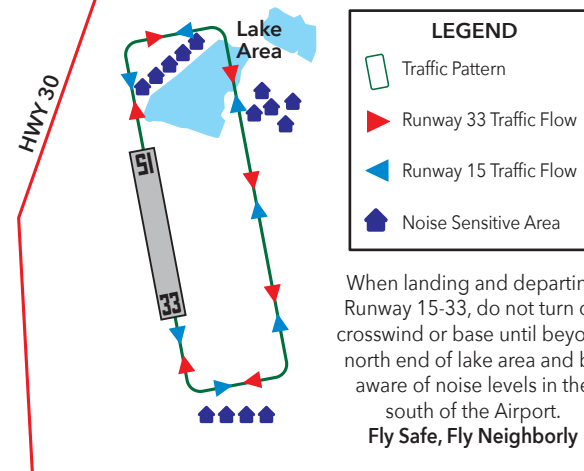 Lake
Area
HWY 30
15
33
LEGEND
Traffic Pattern
Runway 33 Traffic Flow
Runway 15 Traffic Flow
Noise Sensitive Area
When landing and departin
Runway 15-33, do not turn
crosswind or base until beyo
north end of lake area and b
aware of noise levels in the
south of the Airport.
Fly Safe, Fly Neighborly